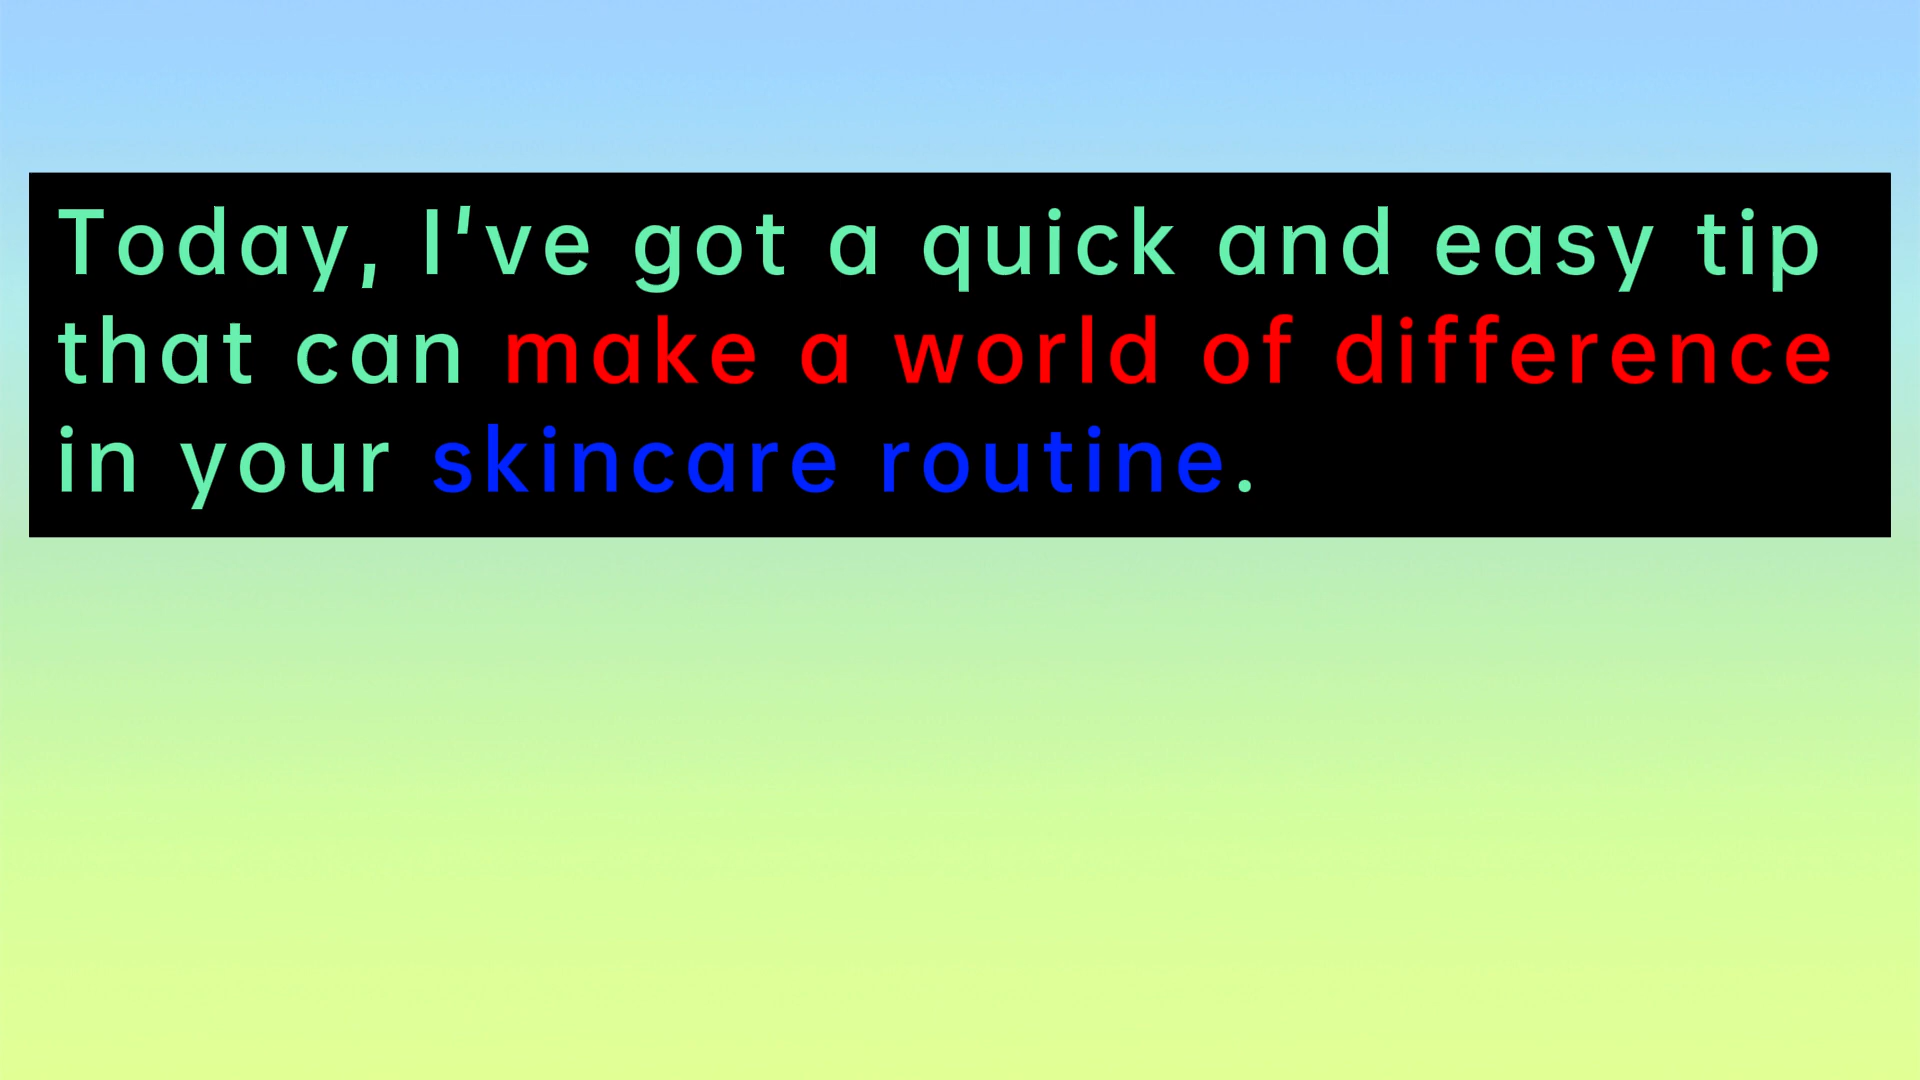 Today, I've got a quick and easy tip
that can make a world of difference
in your skincare routine.